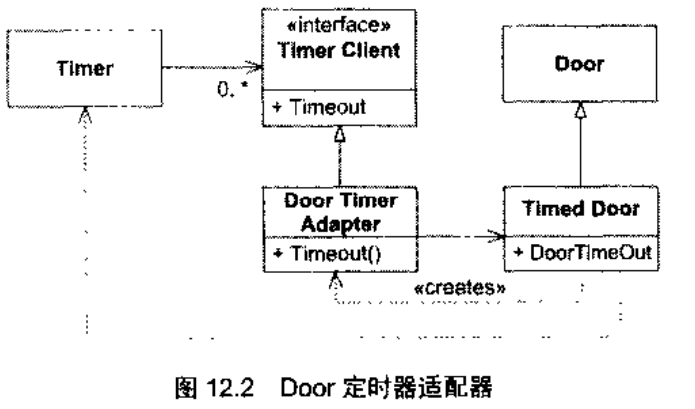 «interface»
Timer Client
Timer
Door
0..*
+ Timeout
Door Timer
Adapter
Timed Door
+ Timeout()
+ DoorTimeOut
«creates»
图 12.2 Door 定时器适配器